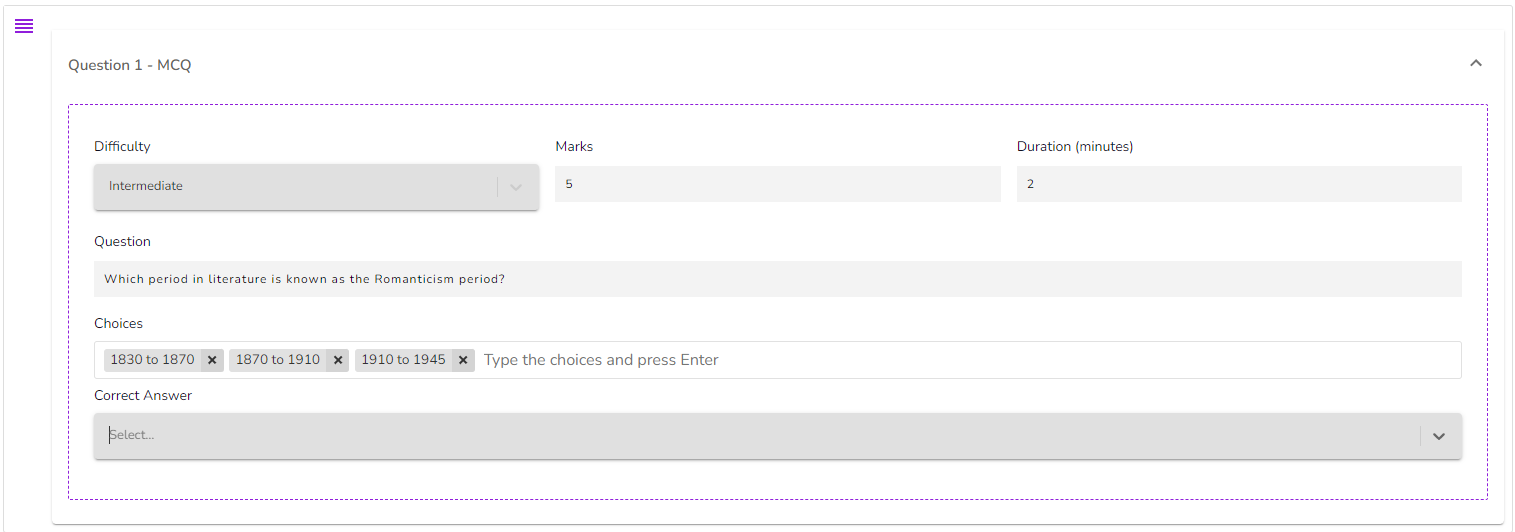 Question 1 - MCQ
Difficulty Marks Duration (minutes)
Intermediate 5 2
Question
Which period in literature is known as the Romanticism period?
Choices
1830 to 1870 × 1870 to 1910 × 1910 to 1945 × Type the choices and press Enter
Correct Answer
Select...